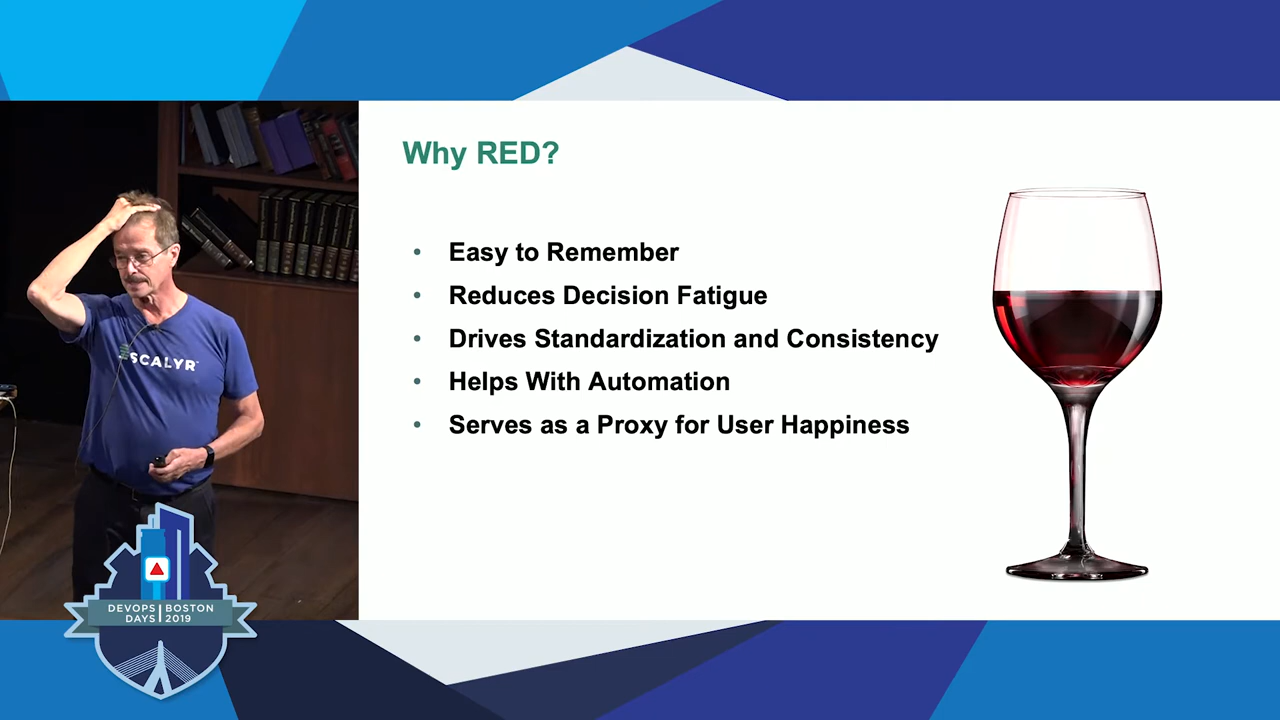 Why RED?
• Easy to Remember
• Reduces Decision Fatigue
• Drives Standardization and Consistency
• Helps With Automation
• Serves as a Proxy for User Happiness
SCALYR
DEVOPS BOSTON
DAYS 2019